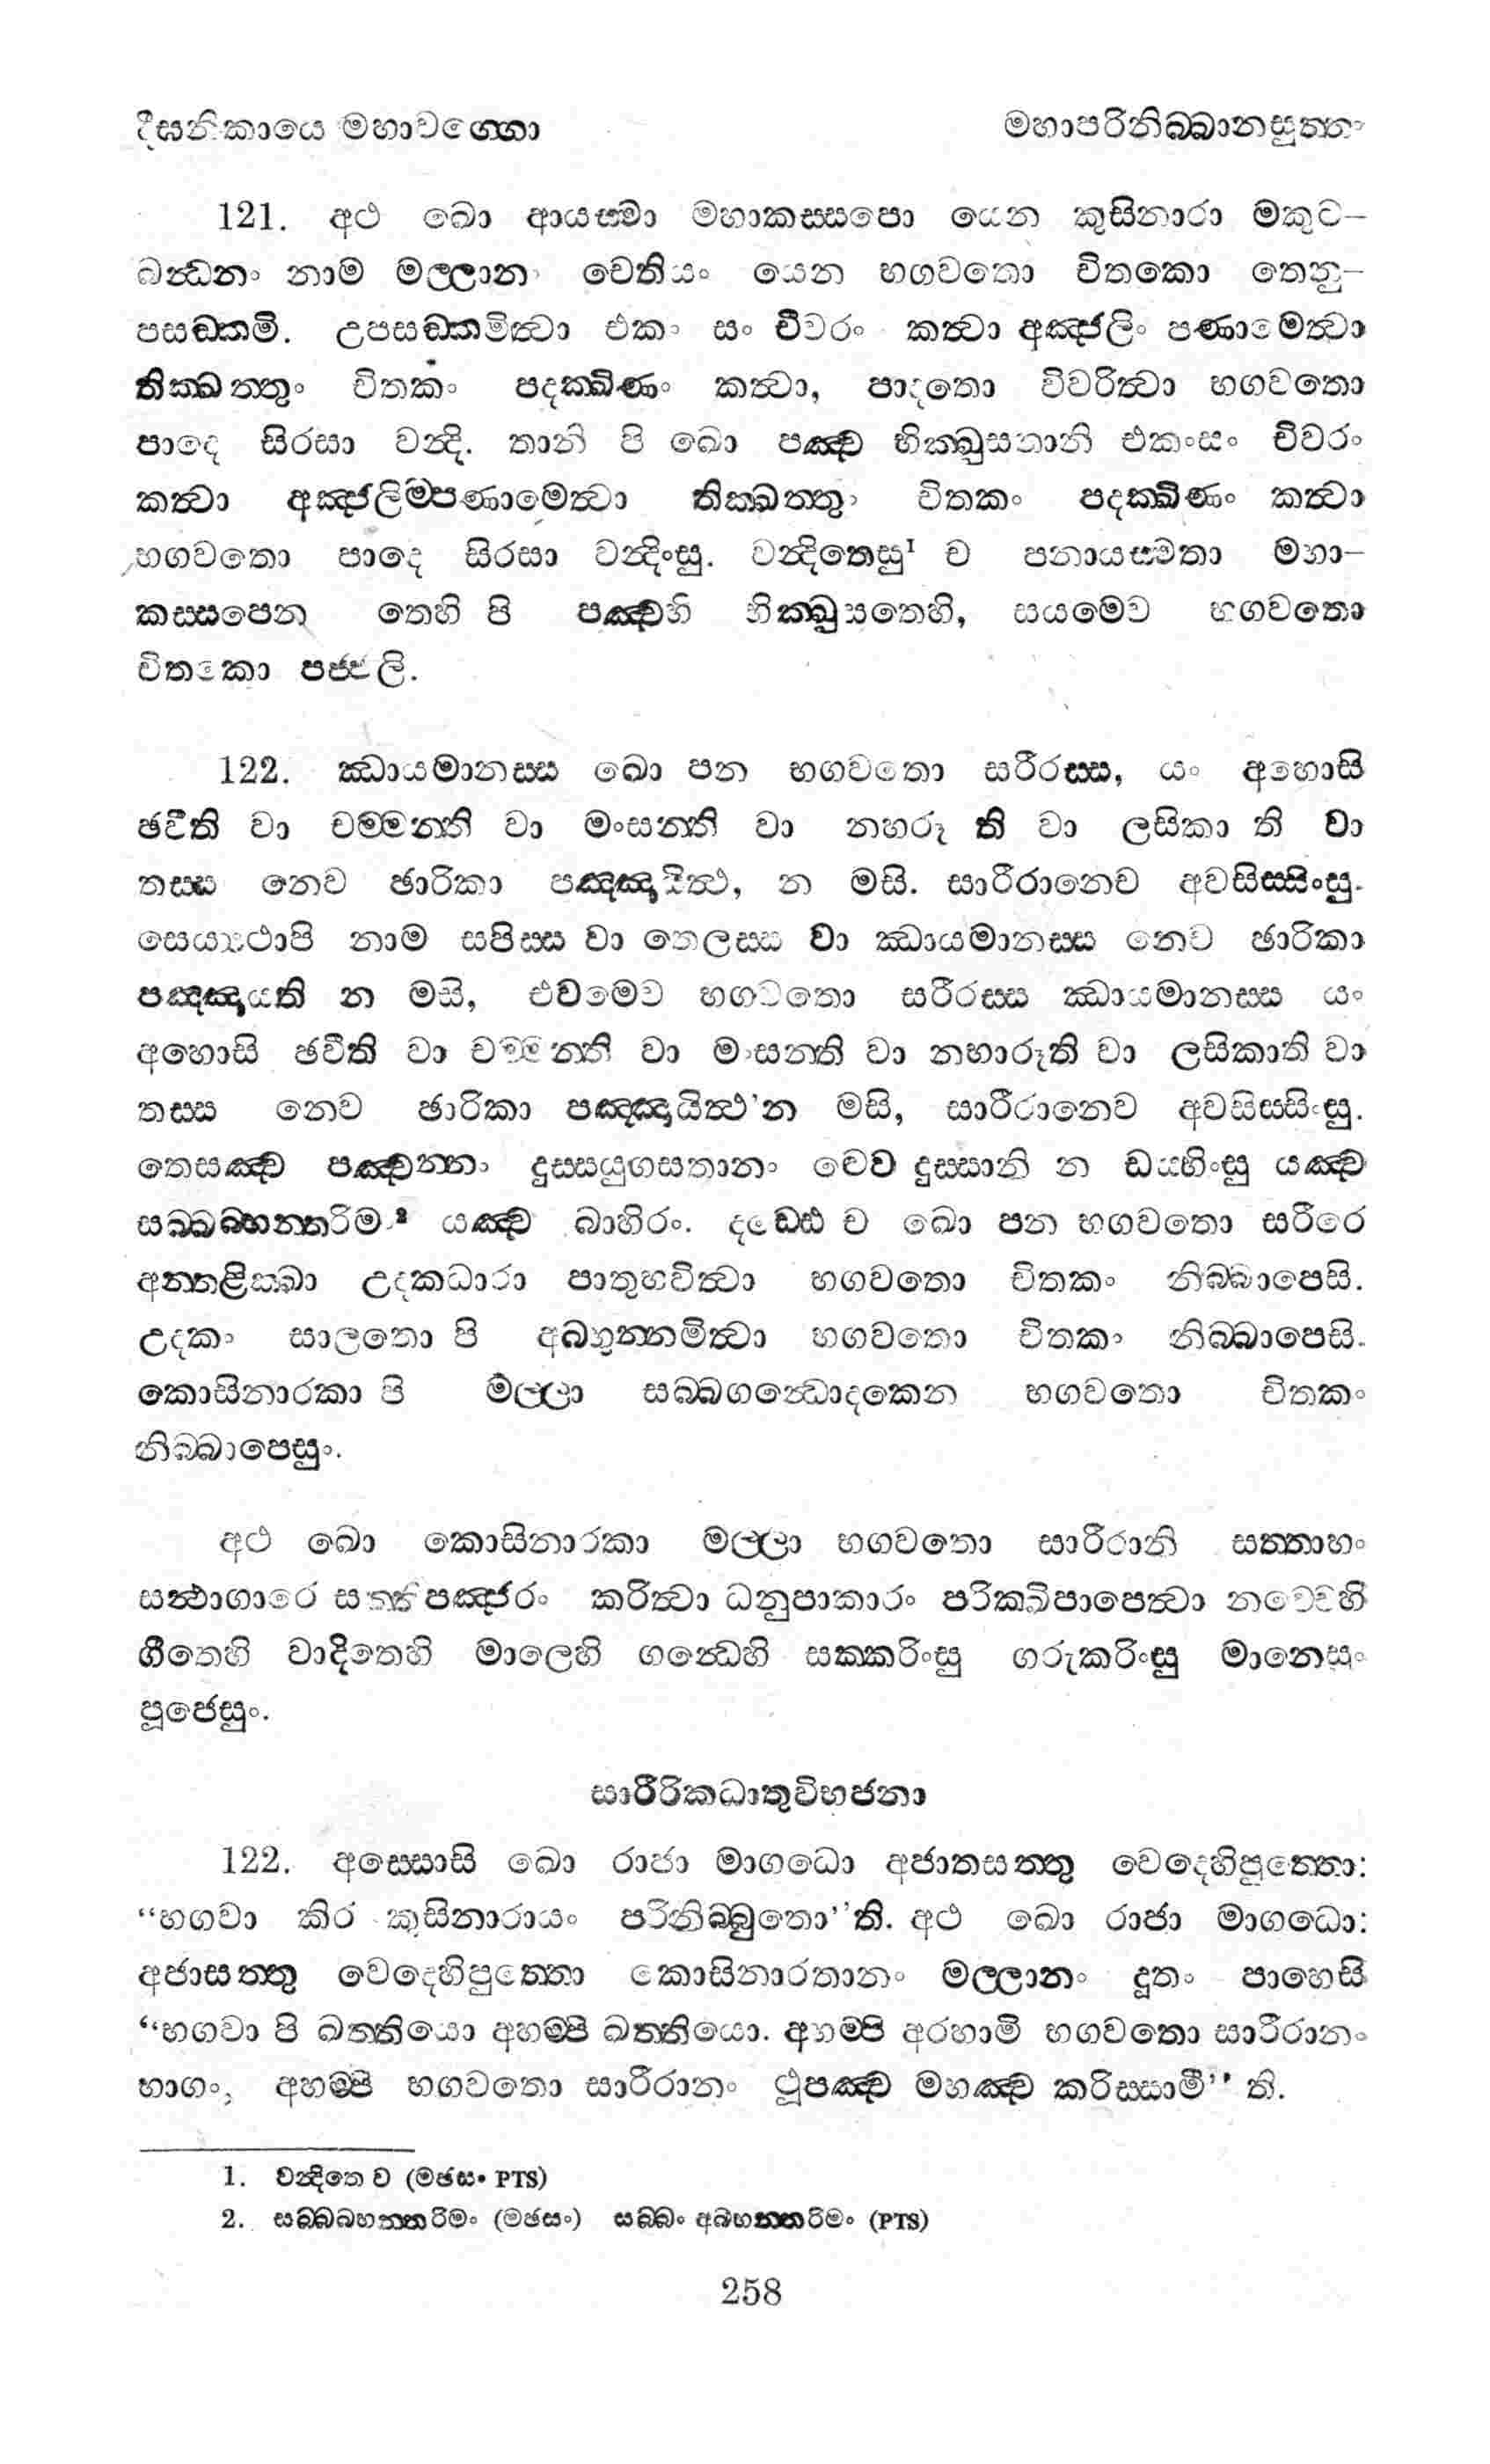 දීඝනිකායෙ මහාවග්ගො
මහාපරිනිබ්බානසුත්තං
121. අථ ඛො ආයස්මා මහාකස්සපො යෙන කුසිනාරා මකුට–
බන්ධනං නාම මල්ලානං චෙතියං යෙන භගවතො චිතකො තෙනු–
පසඞ්කමි. උපසඞ්කමිත්වා එකං සං චීවරං කත්වා අඤ්ජලිං පණාමෙත්වා
තික්ඛත්තුං චිතකං පදක්ඛිණං කත්වා, පාදතො විවරිත්වා භගවතො
පාදෙ සිරසා වන්දි. තානි පි ඛො පඤ්ච භික්ඛුසතානි එකංසං චිවරං
කත්වා අඤ්ජලිම්පණාමෙත්වා තික්ඛත්තුං චිතකං පදක්ඛිණං කත්වා
භගවතො පාදෙ සිරසා වන්දිංසු. වන්දිතෙසු¹ ච පනායස්මතා මහා–
කස්සපෙන තෙහි පි පඤ්චහි භික්ඛුසතෙහි, සයමෙව භගවතො
චිතකො පජ්ජලි.
122. ඣායමානස්ස ඛො පන භගවතො සරීරස්ස, යං අහොසි
ඡවීති වා චම්මන්ති වා මංසන්ති වා නහරූ ති වා ලසිකා ති වා
තස්ස නෙව ඡාරිකා පඤ්ඤායිත්ථ, න මසි. සාරීරානෙව අවසිස්සිංසු.
සෙය්යථාපි නාම සප්පිස්ස වා තෙලස්ස වා ඣායමානස්ස නෙව ඡාරිකා
පඤ්ඤායති න මසි, එවමෙව භගවතො සරීරස්ස ඣායමානස්ස යං
අහොසි ඡවීති වා චම්මන්ති වා මංසන්ති වා නහාරූති වා ලසිකාති වා
තස්ස නෙව ඡාරිකා පඤ්ඤායිත්ථ'න මසි, සාරීරානෙව අවසිස්සිංසු.
තෙසඤ්ච පඤ්චන්නං දුස්සයුගසතානං චෙව දුස්සානි න ඩය්හිංසු යඤ්ච
සබ්බබ්භන්තරිමං² යඤ්ච බාහිරං. දඩ්ඪෙ ච ඛො පන භගවතො සරීරෙ
අන්තළික්ඛා උදකධාරා පාතුභවිත්වා භගවතො චිතකං නිබ්බාපෙසි.
උදකං සාලතො පි අබ්භුන්නමිත්වා භගවතො චිතකං නිබ්බාපෙසි.
කොසිනාරකා පි මල්ලා සබ්බගන්ධොදකෙන භගවතො චිතකං
නිබ්බාපෙසුං.
අථ ඛො කොසිනාරකා මල්ලා භගවතො සාරීරානි සත්තාහං
සන්ථාගාරෙ සත්තිපඤ්ජරං කරිත්වා ධනුපාකාරං පරික්ඛිපාපෙත්වා නච්චෙහි
ගීතෙහි වාදිතෙහි මාලෙහි ගන්ධෙහි සක්කරිංසු ගරුකරිංසු මානෙසුං
පූජෙසුං.
සාරීරිකධාතුවිභජනා
122. අස්සොසි ඛො රාජා මාගධො අජාතසත්තු වෙදෙහිපුත්තො:
“භගවා කිර කුසිනාරායං පරිනිබ්බුතො”ති. අථ ඛො රාජා මාගධො:
අජාසත්තු වෙදෙහිපුත්තො කොසිනාරතානං මල්ලානං දූතං පාහෙසි
“භගවා පි ඛත්තියො අහම්පි ඛත්තියො. අහම්පි අරහාමි භගවතො සාරීරානං
භාගං, අහම්පි භගවතො සාරීරානං ථූපඤ්ච මහඤ්ච කරිස්සාමී” ති.
1. වන්දිතෙ ව (මඡසං PTS)
2. සබ්බබ්භන්තරිමං (මඡසං) සබ්බං අබ්භන්තරිමං (PTS)
258